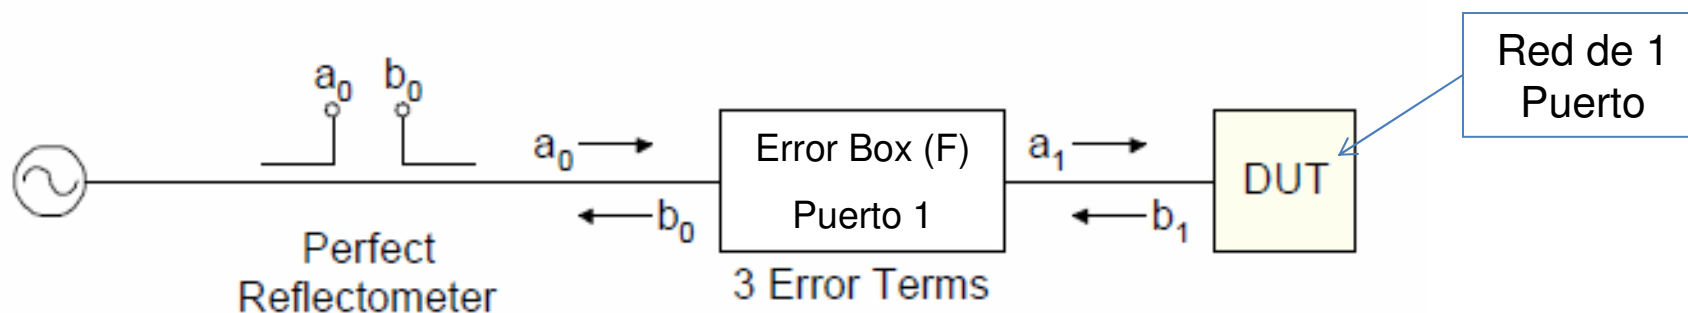 a0 b0
Perfect
Reflectometer
a0
b0
Error Box (F)
Puerto 1
3 Error Terms
a1
b1
DUT
Red de 1
Puerto